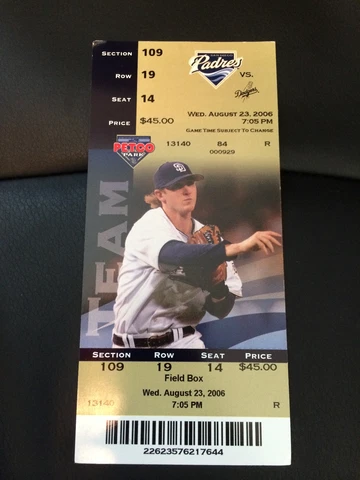 SECTION 109
Padres
ROW 19
VS.
Dodgers
SEAT 14
PRICE $45.00
WED. AUGUST 23, 2006
7:05 PM
GAME TIME SUBJECT TO CHANGE
PETCO PARK
13140 84 R
000929
TEAM
SECTION ROW SEAT PRICE
109 19 14 $45.00
Field Box
Wed. August 23, 2006
13140 7:05 PM R
22623576217644